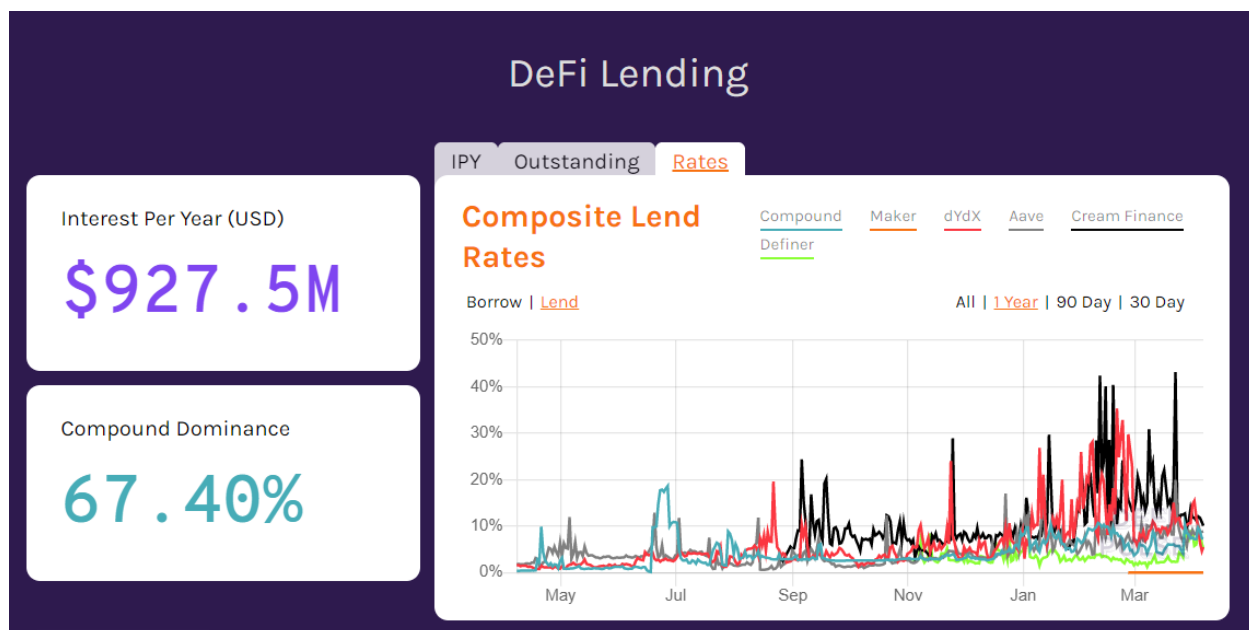 DeFi Lending
IPY Outstanding Rates
Interest Per Year (USD)
$927.5M
Compound Dominance
67.40%
Composite Lend
Rates
Compound Maker dYdX Aave Cream Finance
Definer
Borrow | Lend
All | 1 Year | 90 Day | 30 Day
50%
40%
30%
20%
10%
0%
May Jul Sep Nov Jan Mar